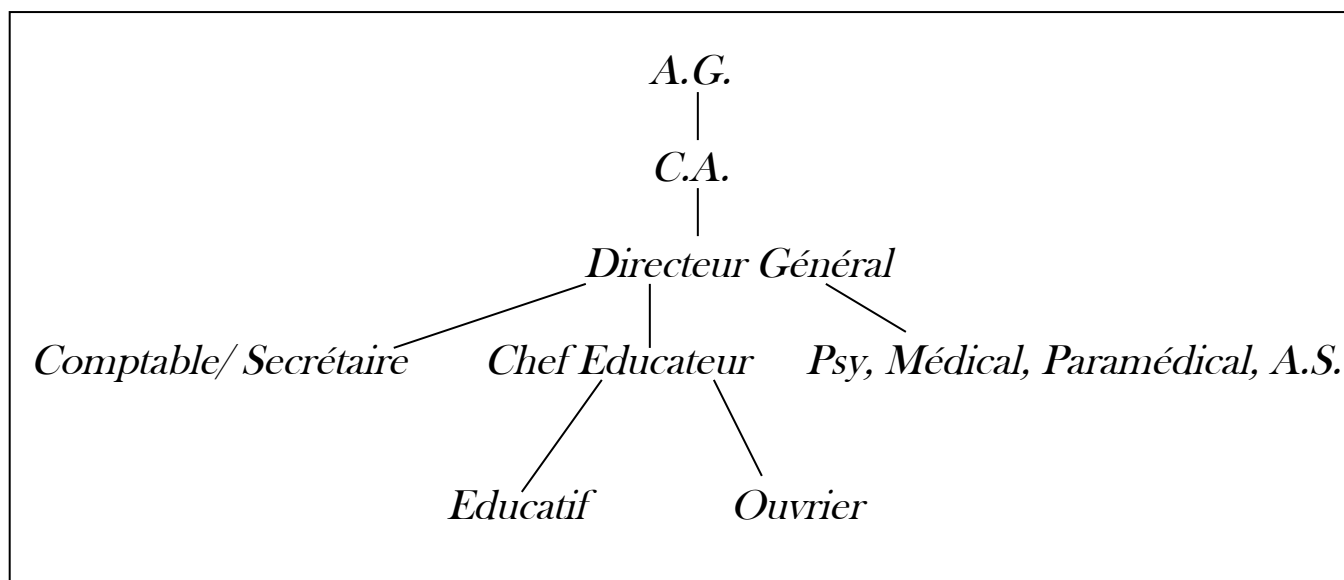 A.G.
C.A.
Directeur Général
Comptable/ Secrétaire
Chef Educateur
Psy, Médical, Paramédical, A.S.
Educatif
Ouvrier